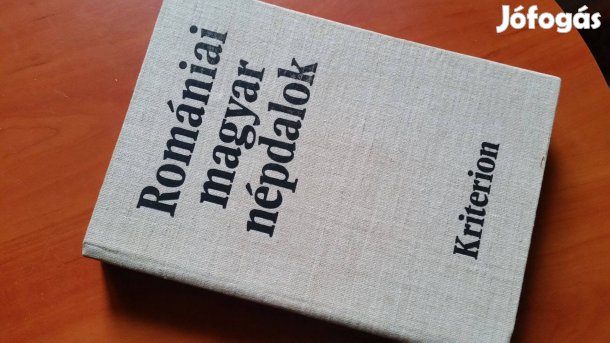 Jófogás
Romániai
magyar
népdalok
Kriterion